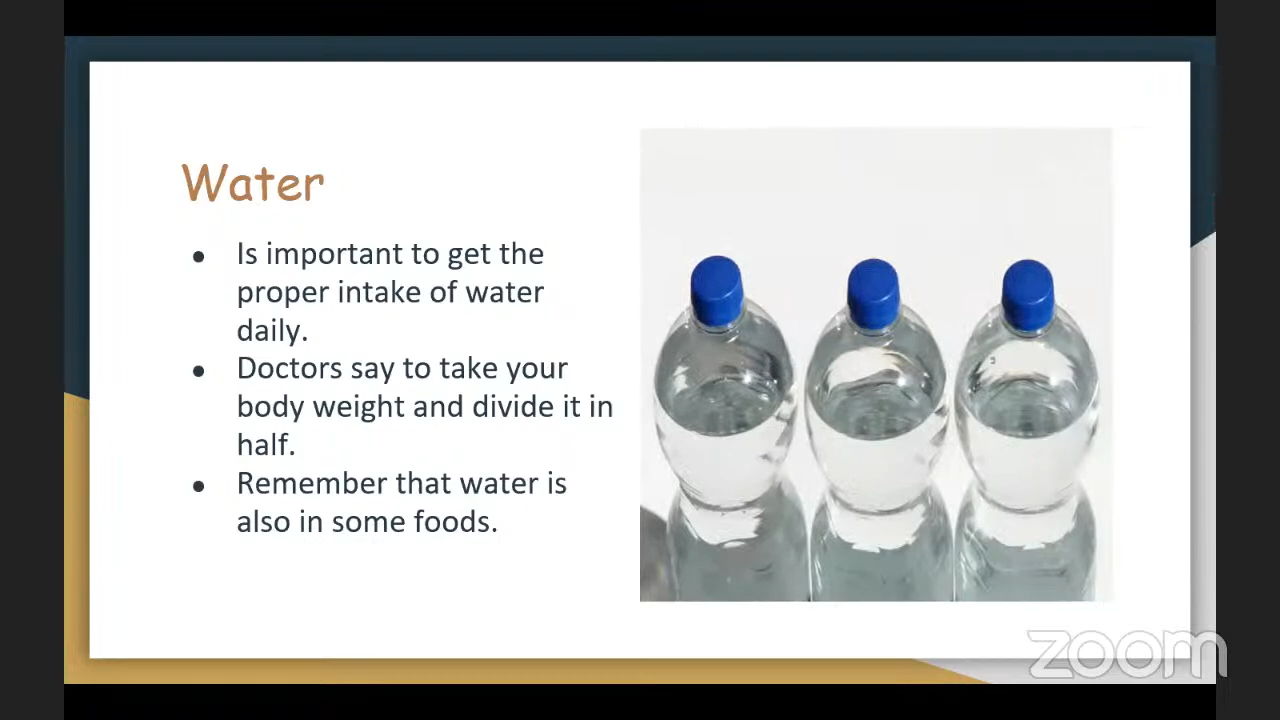 Water
● Is important to get the
proper intake of water
daily.
● Doctors say to take your
body weight and divide it in
half.
● Remember that water is
also in some foods.
zoom